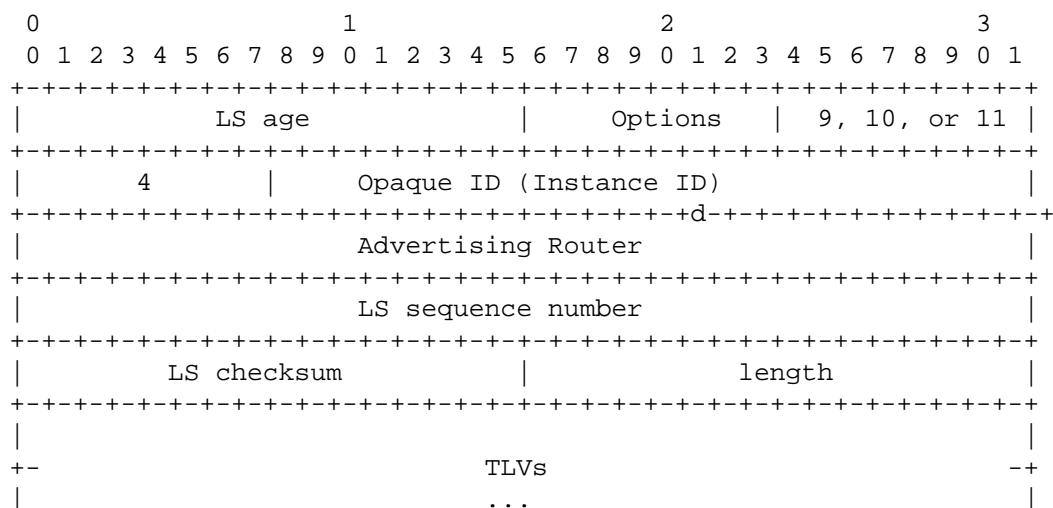 0                   1                   2                   3
0 1 2 3 4 5 6 7 8 9 0 1 2 3 4 5 6 7 8 9 0 1 2 3 4 5 6 7 8 9 0 1
+-+-+-+-+-+-+-+-+-+-+-+-+-+-+-+-+-+-+-+-+-+-+-+-+-+-+-+-+-+-+-+-+
|            LS age             |     Options   |  9, 10, or 11 |
+-+-+-+-+-+-+-+-+-+-+-+-+-+-+-+-+-+-+-+-+-+-+-+-+-+-+-+-+-+-+-+-+
|       4       |     Opaque ID (Instance ID)                   |
+-+-+-+-+-+-+-+-+-+-+-+-+-+-+-+-+-+-+-+-+-+d-+-+-+-+-+-+-+-+-+-+-+
|                     Advertising Router                        |
+-+-+-+-+-+-+-+-+-+-+-+-+-+-+-+-+-+-+-+-+-+-+-+-+-+-+-+-+-+-+-+-+
|                     LS sequence number                        |
+-+-+-+-+-+-+-+-+-+-+-+-+-+-+-+-+-+-+-+-+-+-+-+-+-+-+-+-+-+-+-+-+
|         LS checksum           |             length            |
+-+-+-+-+-+-+-+-+-+-+-+-+-+-+-+-+-+-+-+-+-+-+-+-+-+-+-+-+-+-+-+-+
|                                                               |
+-                            TLVs                             -+
|                             ...                               |